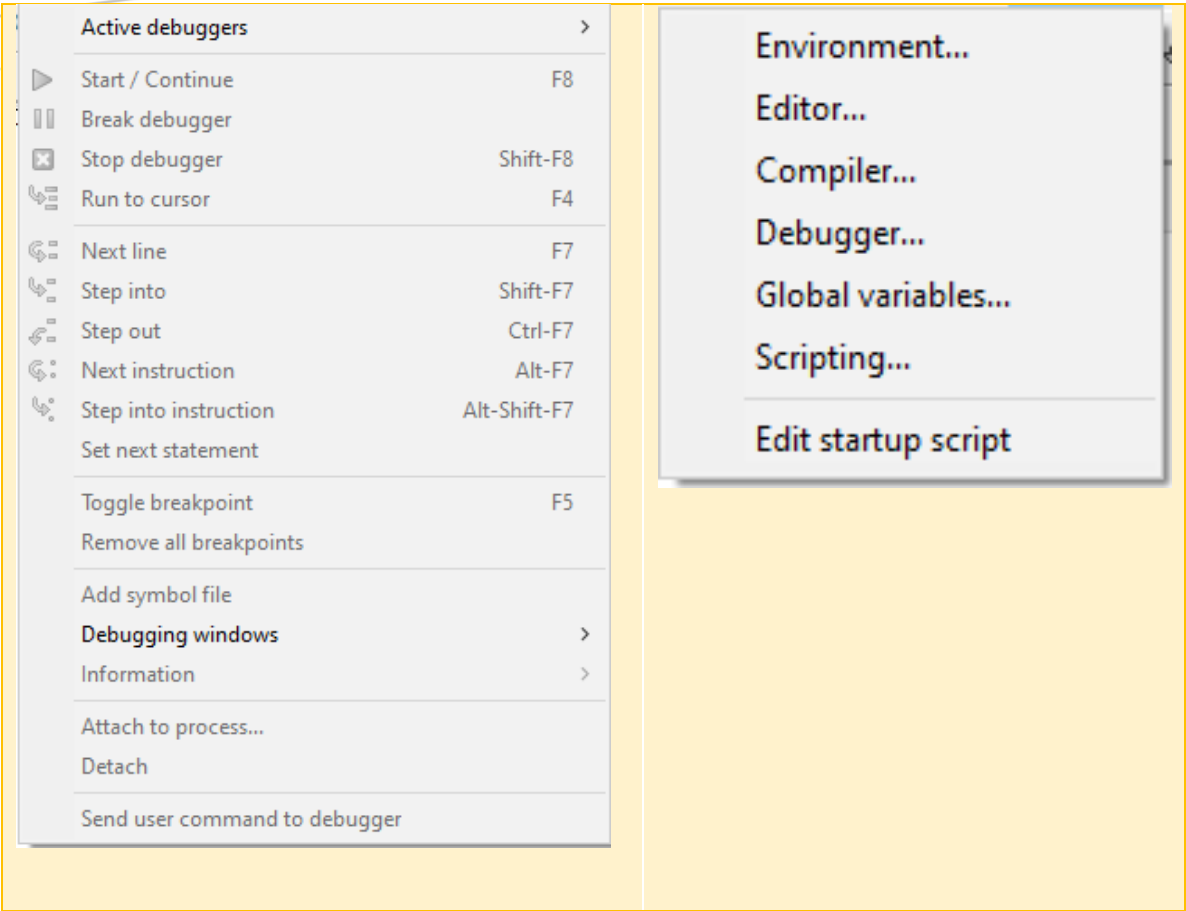 Active debuggers
Start / Continue F8
Break debugger
Stop debugger Shift-F8
Run to cursor F4
Next line F7
Step into Shift-F7
Step out Ctrl-F7
Next instruction Alt-F7
Step into instruction Alt-Shift-F7
Set next statement
Toggle breakpoint F5
Remove all breakpoints
Add symbol file
Debugging windows
Information
Attach to process...
Detach
Send user command to debugger
Environment...
Editor...
Compiler...
Debugger...
Global variables...
Scripting...
Edit startup script